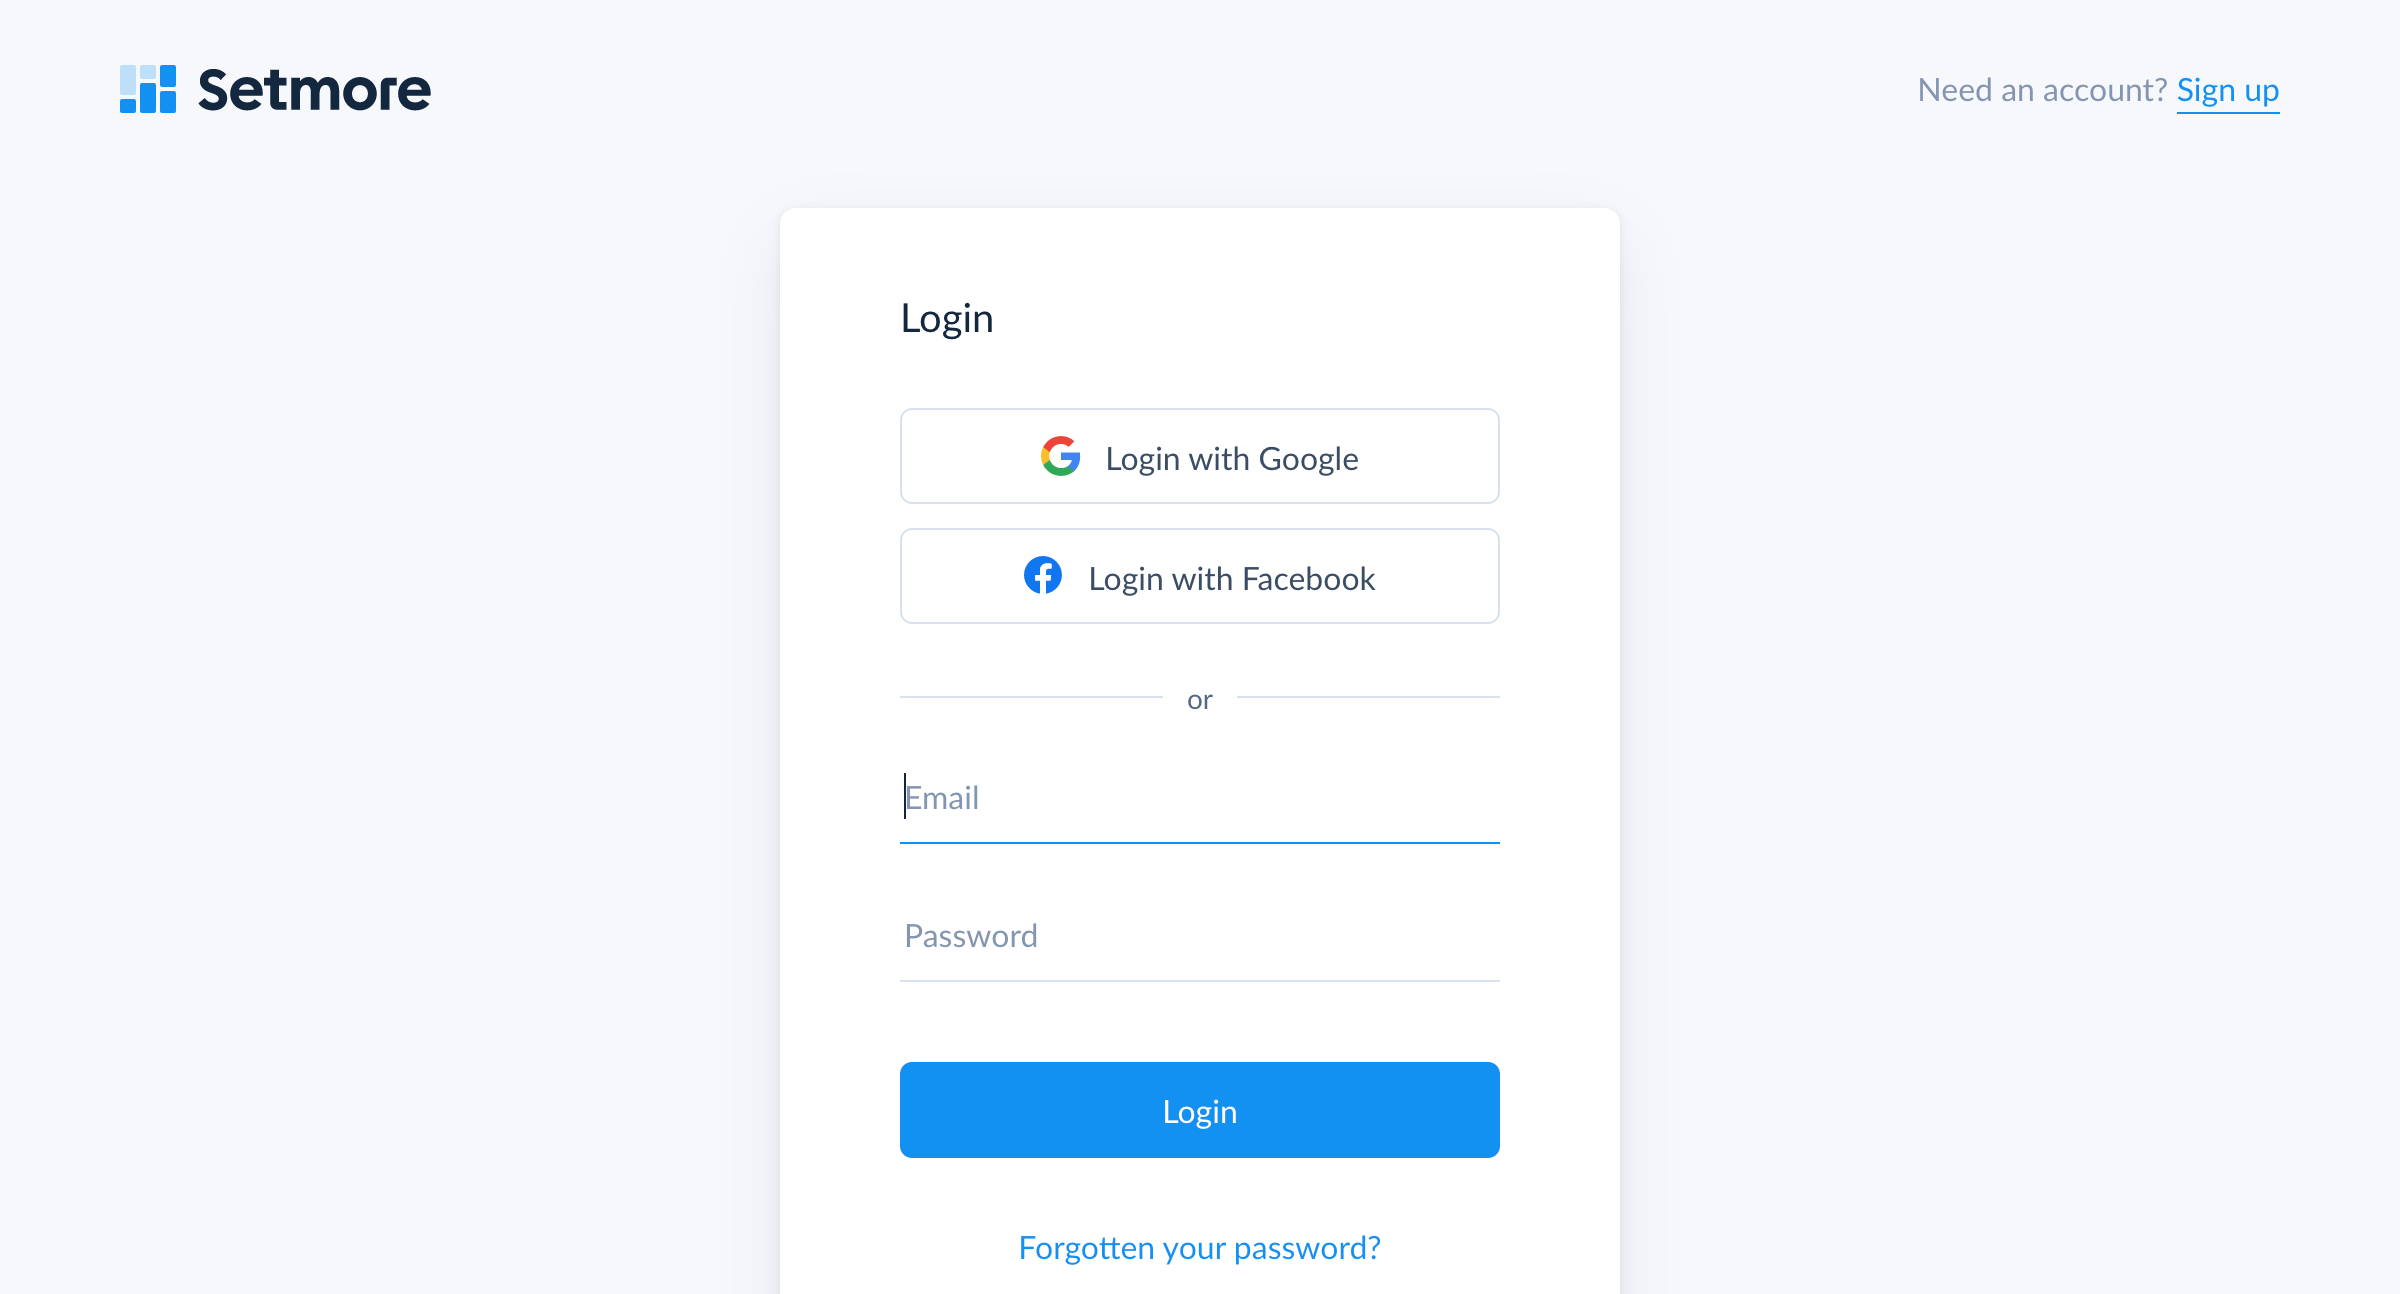 Setmore
Need an account? Sign up
Login
Login with Google
Login with Facebook
or
Email
Password
Login
Forgotten your password?